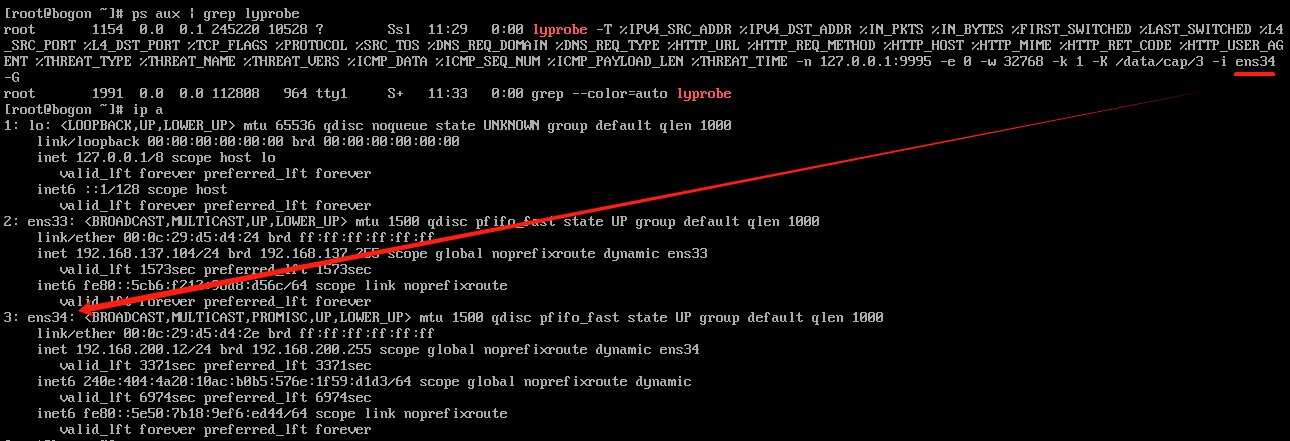 [root@bogon ~]# ps aux | grep lyprobe
root       1154  0.0  0.1 245220 10528 ?        Ssl  11:29   0:00 lyprobe -T %IPV4_SRC_ADDR %IPV4_DST_ADDR %IN_PKTS %IN_BYTES %FIRST_SWITCHED %LAST_SWITCHED %L4
_SRC_PORT %L4_DST_PORT %TCP_FLAGS %PROTOCOL %SRC_TOS %DNS_REQ_DOMAIN %DNS_REQ_TYPE %HTTP_URL %HTTP_REQ_METHOD %HTTP_HOST %HTTP_MIME %HTTP_RET_CODE %HTTP_USER_AG
ENT %THREAT_TYPE %THREAT_NAME %THREAT_VERS %ICMP_DATA %ICMP_SEQ_NUM %ICMP_PAYLOAD_LEN %THREAT_TIME -n 127.0.0.1:9995 -e 0 -w 32768 -k 1 -K /data/cap/3 -i ens34
-G
root       1991  0.0  0.0 112808   964 tty1     S+   11:33   0:00 grep --color=auto lyprobe
[root@bogon ~]# ip a
1: lo: <LOOPBACK,UP,LOWER_UP> mtu 65536 qdisc noqueue state UNKNOWN group default qlen 1000
    link/loopback 00:00:00:00:00:00 brd 00:00:00:00:00:00
    inet 127.0.0.1/8 scope host lo
       valid_lft forever preferred_lft forever
    inet6 ::1/128 scope host
       valid_lft forever preferred_lft forever
2: ens33: <BROADCAST,MULTICAST,UP,LOWER_UP> mtu 1500 qdisc pfifo_fast state UP group default qlen 1000
    link/ether 00:0c:29:d5:d4:24 brd ff:ff:ff:ff:ff:ff
    inet 192.168.137.104/24 brd 192.168.137.255 scope global noprefixroute dynamic ens33
       valid_lft 1573sec preferred_lft 1573sec
    inet6 scope link noprefixroute
       valid_lft forever preferred_lft forever
3: ens34: <BROADCAST,MULTICAST,PROMISC,UP,LOWER_UP> mtu 1500 qdisc pfifo_fast state UP group default qlen 1000
    link/ether 00:0c:29:d5:d4:2e brd ff:ff:ff:ff:ff:ff
    inet 192.168.200.12/24 brd 192.168.200.255 scope global noprefixroute dynamic ens34
       valid_lft 3371sec preferred_lft 3371sec
    inet6 240e:404:4a20:10ac:b0b5:576e:1f59:d1d3/64 scope global noprefixroute dynamic
       valid_lft 6974sec preferred_lft 6974sec
    inet6 fe80::5e50:7b18:9ef6:ed44/64 scope link noprefixroute
       valid_lft forever preferred_lft forever